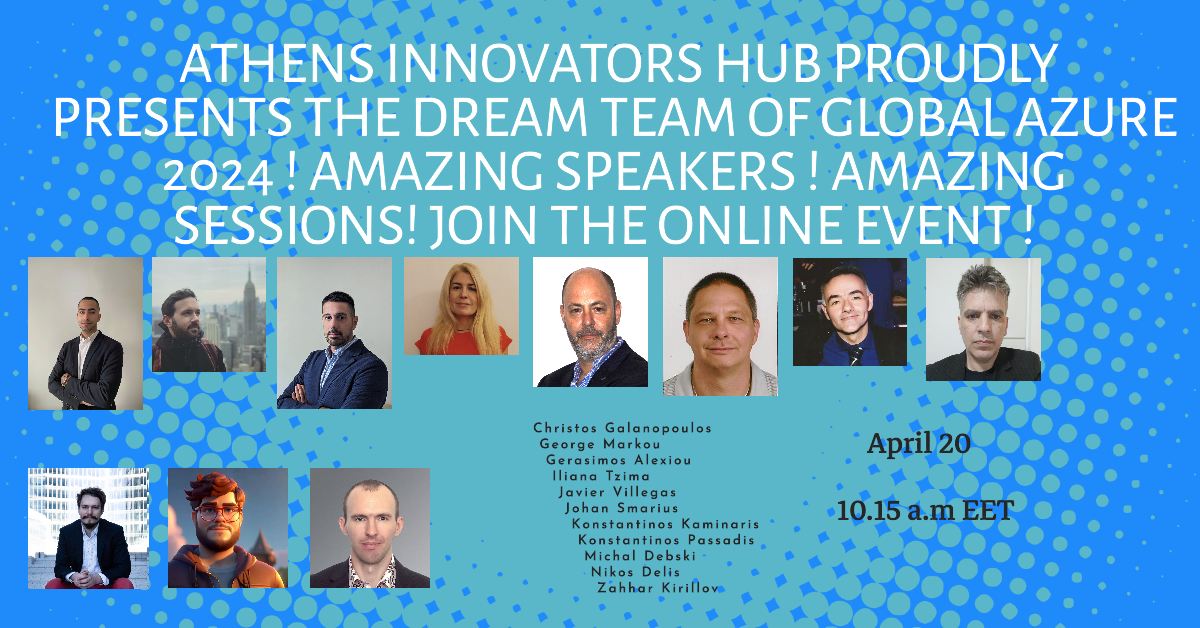 ATHENS INNOVATORS HUB PROUDLY
PRESENTS THE DREAM TEAM OF GLOBAL AZURE
2024 ! AMAZING SPEAKERS ! AMAZING
SESSIONS! JOIN THE ONLINE EVENT !
Christos Galanopoulos
George Markou
Gerasimos Alexiou
Iliana Tzima
Javier Villegas
Johan Smarius
Konstantinos Kaminaris
Konstantinos Passadis
Michal Debski
Nikos Delis
Zahhar Kirillov
April 20
10.15 a.m EET